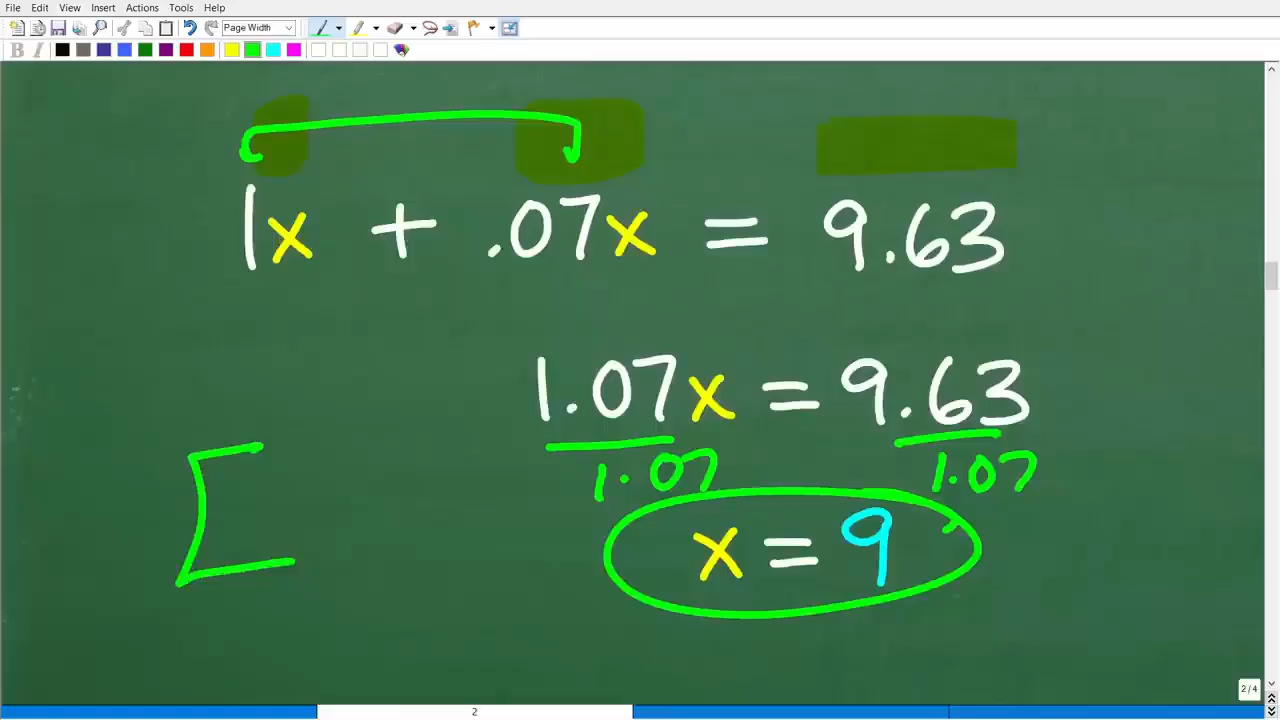 File Edit View Insert Actions Tools Help
Page Width
B I
1x + .07x = 9.63
1.07x = 9.63
1.07 1.07
x = 9
2/4
2